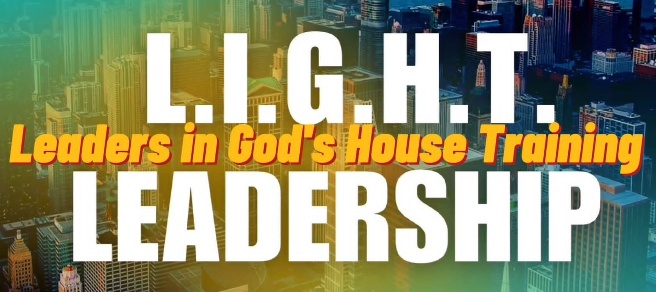 L.I.G.H.T.
Leaders in God's House Training
LEADERSHIP